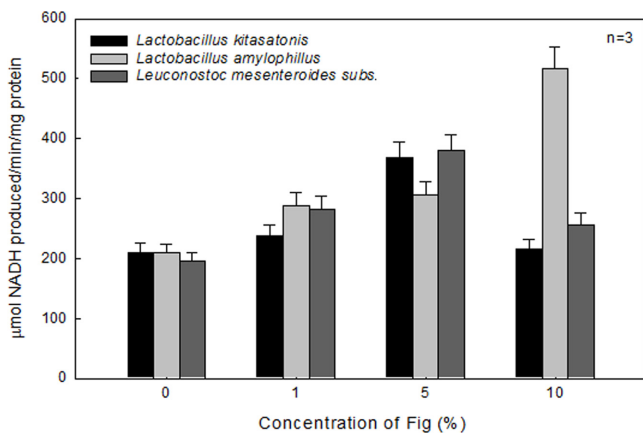 600
500
400
300
200
100
0
μmol NADH produced/min/mg protein
Lactobacillus kitasatonis
Lactobacillus amylophillus
Leuconostoc mesenteroides subs.
n=3
0 1 5 10
Concentration of Fig (%)